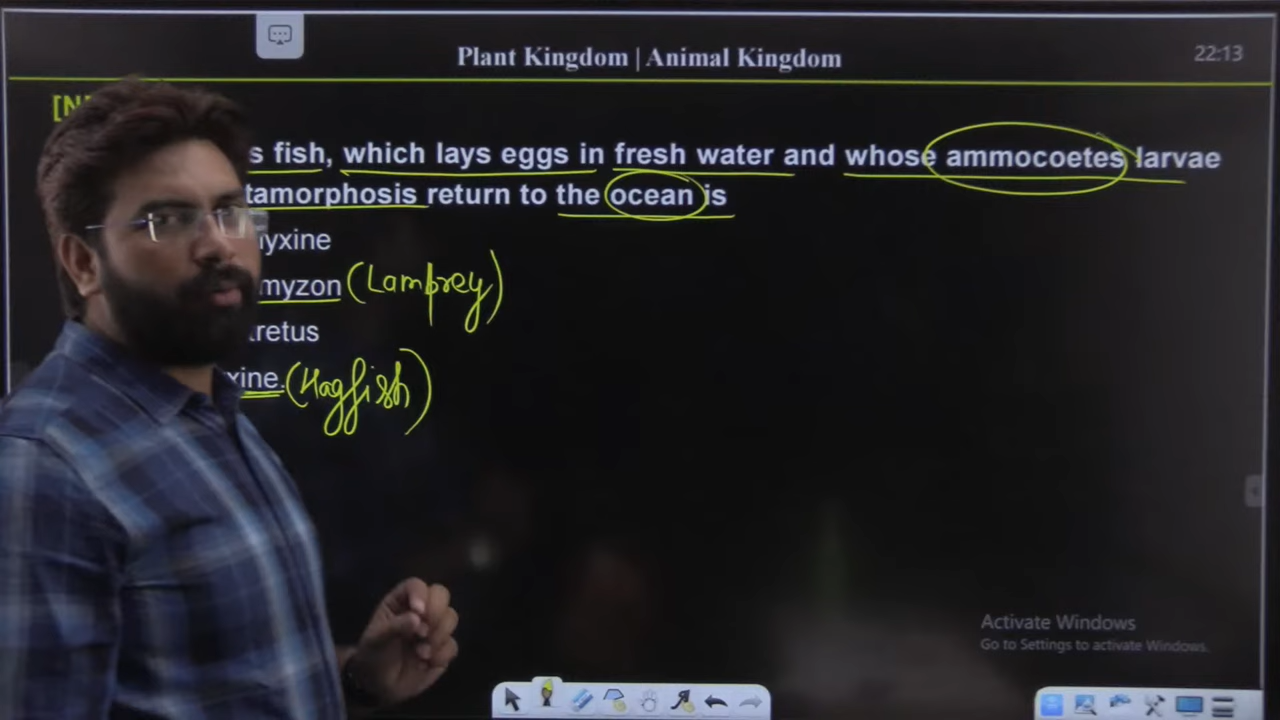 Plant Kingdom | Animal Kingdom
22:13
[N
s fish, which lays eggs in fresh water and whose ammocoetes larvae
tamorphosis return to the ocean is
yxine
myzon (Lamprey)
tretus
xine. (Hagfish)
Activate Windows
Go to Settings to activate Windows.